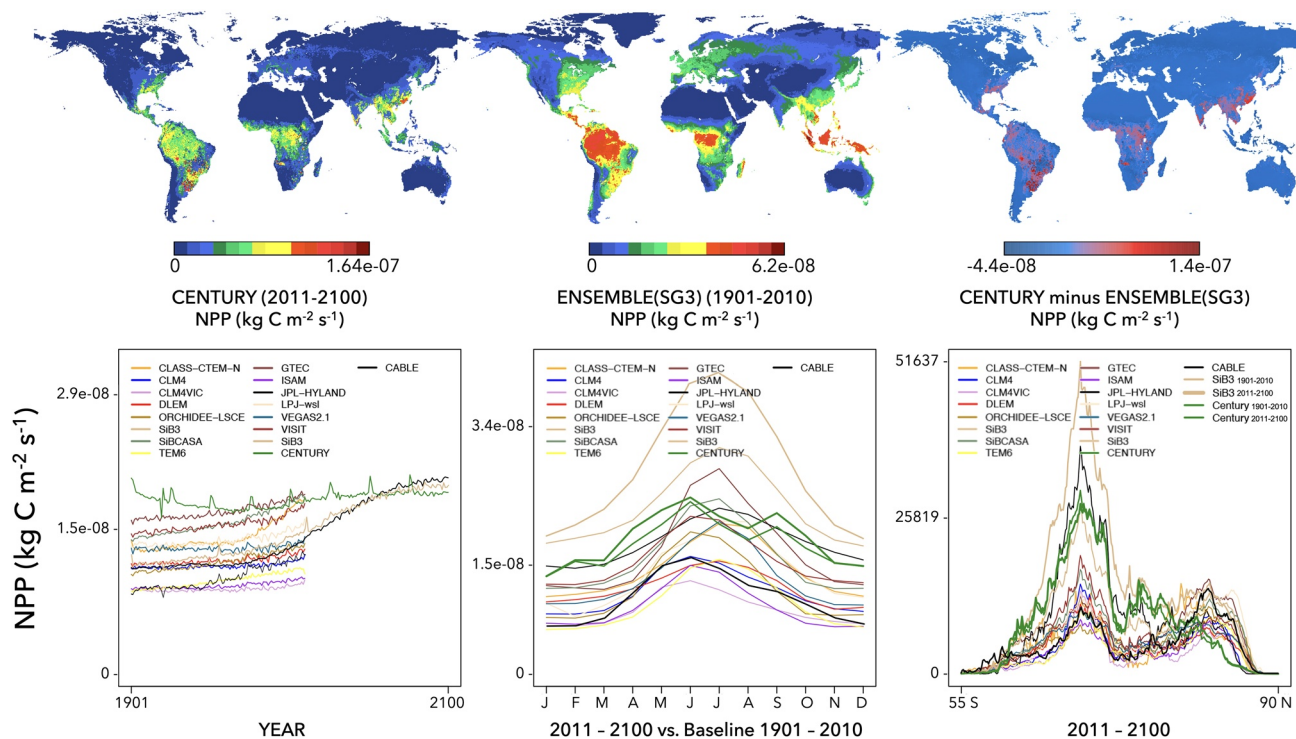 0 1.64e-07
CENTURY (2011-2100)
NPP (kg C m-2 s-1)
0 6.2e-08
ENSEMBLE(SG3) (1901-2010)
NPP (kg C m-2 s-1)
-4.4e-08 1.4e-07
CENTURY minus ENSEMBLE(SG3)
NPP (kg C m-2 s-1)
NPP (kg C m-2 s-1)
2.9e-08
1.5e-08
0
CLASS–CTEM–N GTEC CABLE
CLM4 ISAM
CLM4VIC JPL–HYLAND
DLEM LPJ–wsl
ORCHIDEE–LSCE VEGAS2.1
SiB3 VISIT
SiBCASA SiB3
TEM6 CENTURY
1901 2100
YEAR
3.4e-08
1.5e-08
0
CLASS–CTEM–N GTEC CABLE
CLM4 ISAM
CLM4VIC JPL–HYLAND
DLEM LPJ–wsl
ORCHIDEE–LSCE VEGAS2.1
SiB3 VISIT
SiBCASA SiB3
TEM6 CENTURY
J F M A M J J A S O N D
2011 – 2100 vs. Baseline 1901 – 2010
51637
25819
0
CLASS–CTEM–N GTEC CABLE
CLM4 ISAM SiB3 1901-2010
CLM4VIC JPL–HYLAND SiB3 2011-2100
DLEM LPJ–wsl Century 1901-2010
ORCHIDEE–LSCE VEGAS2.1 Century 2011-2100
SiB3 VISIT
SiBCASA SiB3
TEM6 CENTURY
55 S 90 N
2011 – 2100